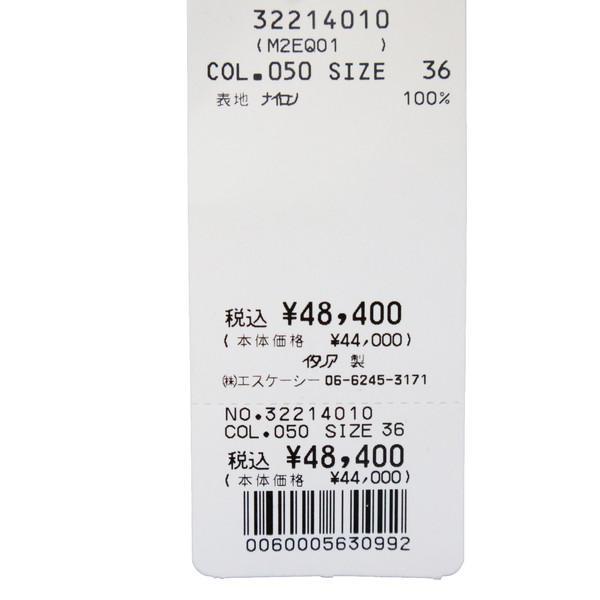 32214010
(M2EQ01 )
COL.050 SIZE 36
表地 ナイロン 100%
税込 ¥48,400
(本体価格 ¥44,000)
イタリア 製
㈱エスケーシー 06-6245-3171
NO.32214010
COL.050 SIZE 36
税込 ¥48,400
(本体価格 ¥44,000)
0060005630992